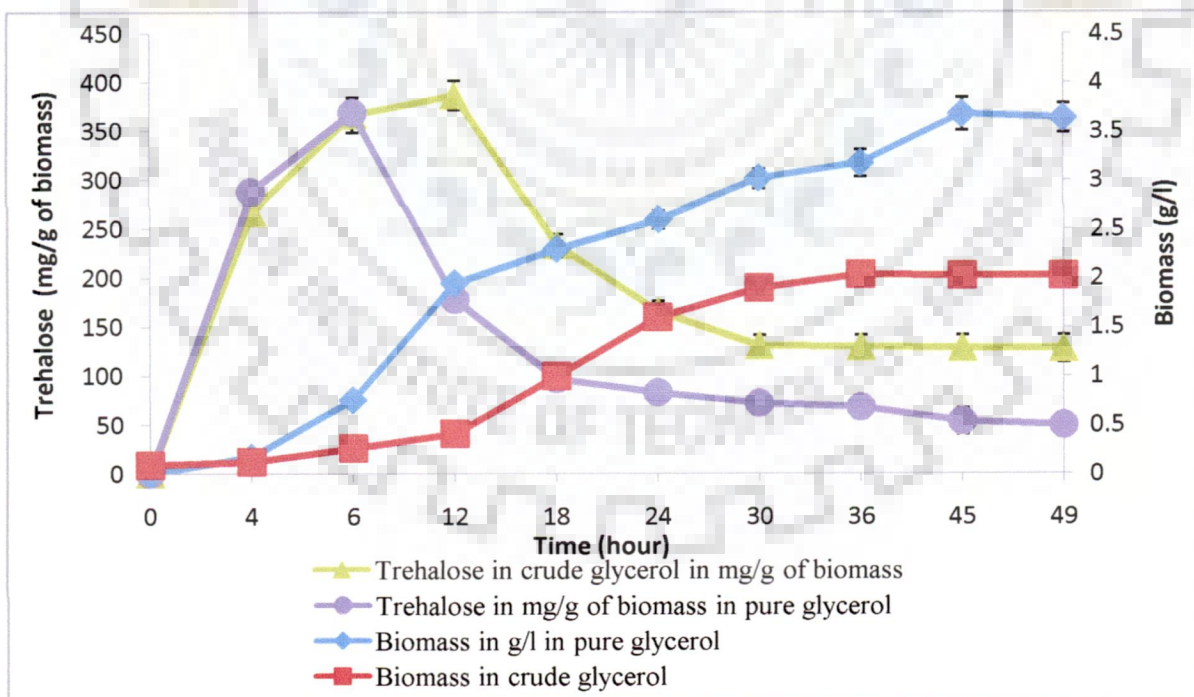 450
400
350
300
250
200
150
100
50
0
Trehalose (mg/g of biomass)
4.5
4
3.5
3
2.5
2
1.5
1
0.5
0
Biomass (g/l)
0 4 6 12 18 24 30 36 45 49
Time (hour)
Trehalose in crude glycerol in mg/g of biomass
Trehalose in mg/g of biomass in pure glycerol
Biomass in g/l in pure glycerol
Biomass in crude glycerol